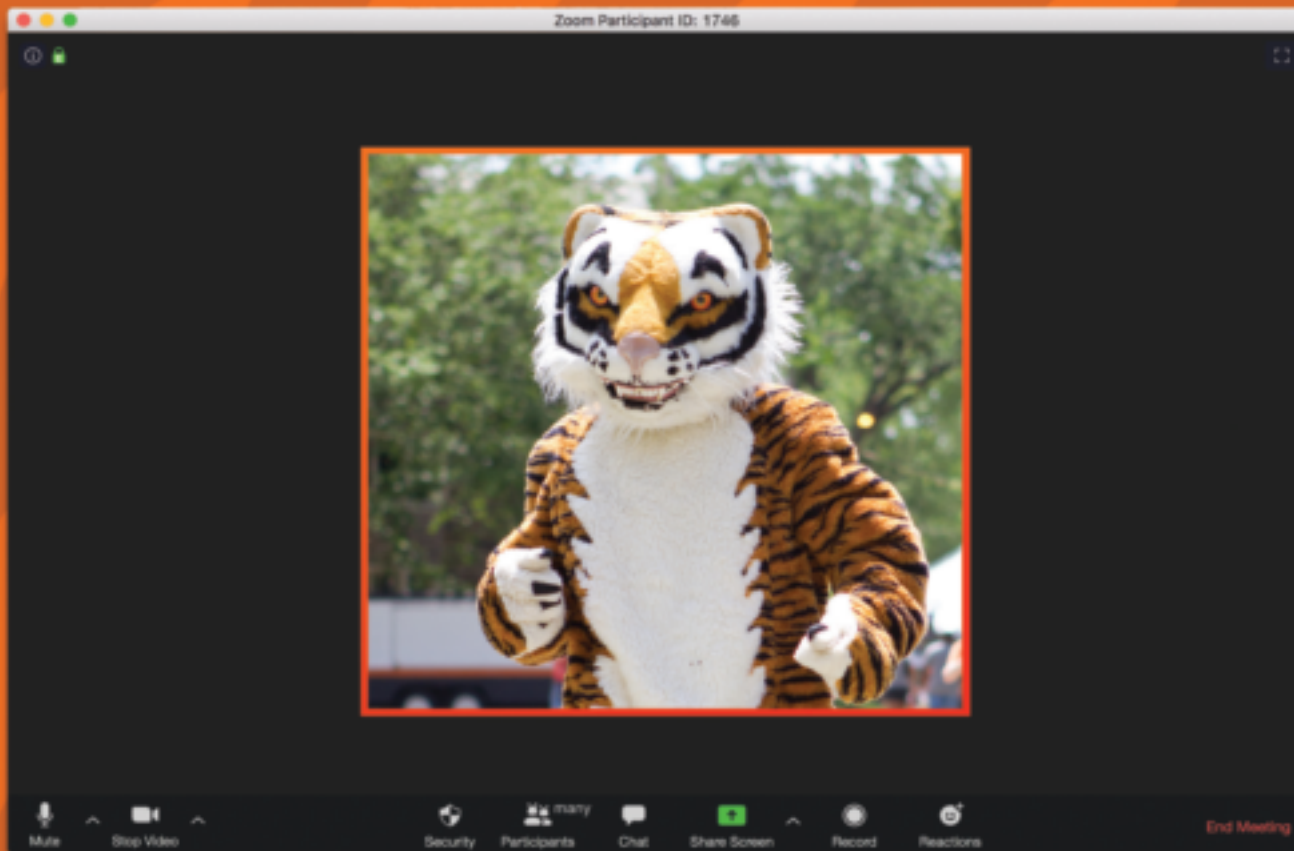 Zoom Participant ID: 1746
many
Mute
Stop Video
Security
Participants
Chat
Share Screen
Record
Reactions
End Meeting